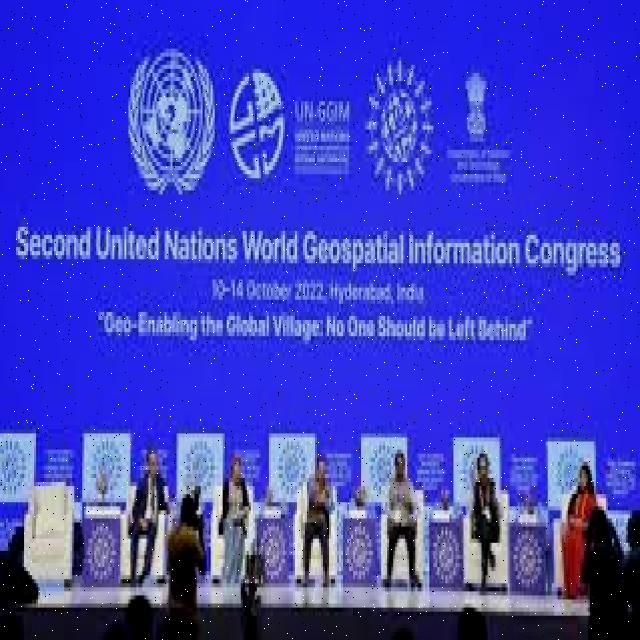 UN-GGIM
Second United Nations World Geospatial Information Congress
10-14 October 2022, Hyderabad, India
"Geo-Enabling the Global Village: No One Should be Left Behind"